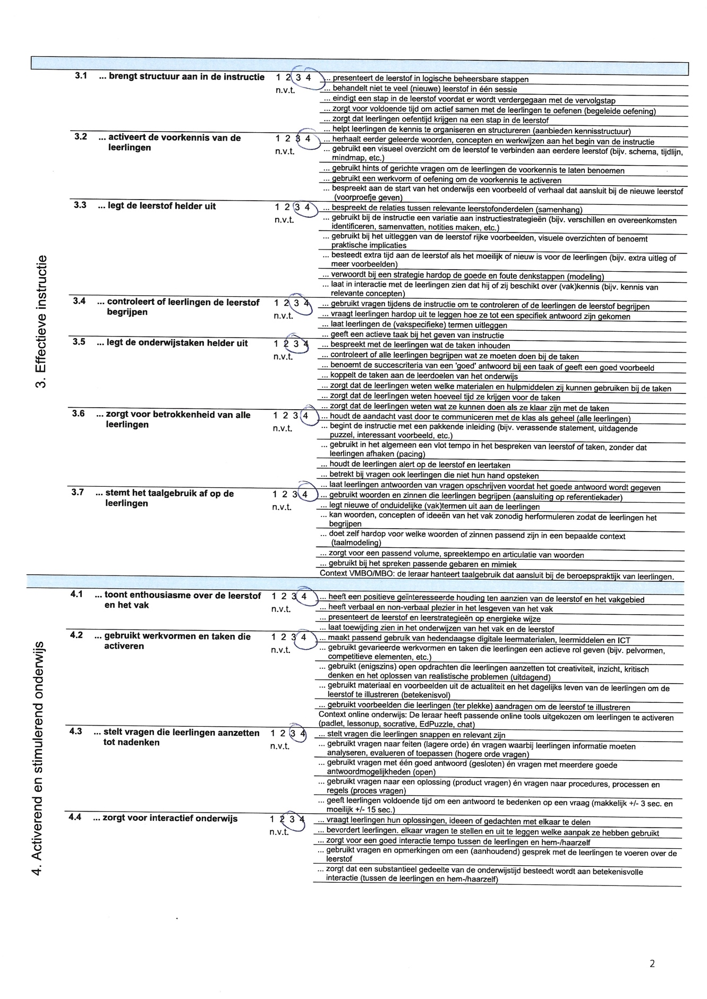 3. Effectieve instructie
3.1 ... brengt structuur aan in de instructie 1 2 3 4 ... presenteert de leerstof in logische beheersbare stappen
n.v.t. ... behandelt niet te veel (nieuwe) leerstof in één sessie
... eindigt een stap in de leerstof voordat er wordt verdergegaan met de vervolgstap
... zorgt voor voldoende tijd om actief samen met de leerlingen te oefenen (begeleide oefening)
... zorgt dat leerlingen oefentijd krijgen na een stap in de leerstof
... helpt leerlingen de kennis te organiseren en structureren (aanbieden kennisstructuur)
3.2 ... activeert de voorkennis van de 1 2 3 4 ... herhaalt eerder geleerde woorden, concepten en werkwijzen aan het begin van de instructie
leerlingen n.v.t. ... gebruikt een visueel overzicht om de leerstof te verbinden aan eerdere leerstof (bijv. schema, tijdlijn,
mindmap, etc.)
... gebruikt hints of gerichte vragen om de leerlingen de voorkennis te laten benoemen
... gebruikt een werkvorm of oefening om de voorkennis te activeren
... bespreekt aan de start van het onderwijs een voorbeeld of verhaal dat aansluit bij de nieuwe leerstof
(voorproefje geven)
3.3 ... legt de leerstof helder uit 1 2 3 4 ... bespreekt de relaties tussen relevante leerstofonderdelen (samenhang)
n.v.t. ... gebruikt bij de instructie een variatie aan instructiestrategieën (bijv. verschillen en overeenkomsten
identificeren, samenvatten, notities maken, etc.)
... gebruikt bij het uitleggen van de leerstof rijke voorbeelden, visuele overzichten of benoemt
praktische implicaties
... besteedt extra tijd aan de leerstof als het moeilijk of nieuw is voor de leerlingen (bijv. extra uitleg of
meer voorbeelden)
... verwoordt bij een strategie hardop de goede en foute denkstappen (modeling)
... laat in interactie met de leerlingen zien dat hij of zij beschikt over (vak)kennis (bijv. kennis van
relevante concepten)
3.4 ... controleert of leerlingen de leerstof 1 2 3 4 ... gebruikt vragen tijdens de instructie om te controleren of de leerlingen de leerstof begrijpen
begrijpen n.v.t. ... vraagt leerlingen hardop uit te leggen hoe ze tot een specifiek antwoord zijn gekomen
... laat leerlingen de (vakspecifieke) termen uitleggen
... geeft een actieve taak bij het geven van instructie
3.5 ... legt de onderwijstaken helder uit 1 2 3 4 ... bespreekt met de leerlingen wat de taken inhouden
n.v.t. ... controleert of alle leerlingen begrijpen wat ze moeten doen bij de taken
... benoemt de succescriteria van een 'goed' antwoord bij een taak of geeft een goed voorbeeld
... koppelt de taken aan de leerdoelen van het onderwijs
... zorgt dat de leerlingen weten welke materialen en hulpmiddelen zij kunnen gebruiken bij de taken
... zorgt dat de leerlingen weten hoeveel tijd ze krijgen voor de taken
... zorgt dat de leerlingen weten wat ze kunnen doen als ze klaar zijn met de taken
3.6 ... zorgt voor betrokkenheid van alle 1 2 3 4 ... houdt de aandacht vast door te communiceren met de klas als geheel (alle leerlingen)
leerlingen n.v.t. ... begint de instructie met een pakkende inleiding (bijv. verassende statement, uitdagende
puzzel, interessant voorbeeld, etc.)
... gebruikt in het algemeen een vlot tempo in het bespreken van leerstof of taken, zonder dat
leerlingen afhaken (pacing)
... houdt de leerlingen alert op de leerstof en leertaken
... betrekt bij vragen ook leerlingen die niet hun hand opsteken
... laat leerlingen antwoorden van vragen opschrijven voordat het goede antwoord wordt gegeven
3.7 ... stemt het taalgebruik af op de 1 2 3 4 ... gebruikt woorden en zinnen die leerlingen begrijpen (aansluiting op referentiekader)
leerlingen n.v.t. ... legt nieuwe of onduidelijke (vak)termen uit aan de leerlingen
... kan woorden, concepten of ideeën van het vak zonodig herformuleren zodat de leerlingen het
begrijpen
... doet zelf hardop voor welke woorden of zinnen passend zijn in een bepaalde context
(taalmodeling)
... zorgt voor een passend volume, spreektempo en articulatie van woorden
... gebruikt bij het spreken passende gebaren en mimiek
Context VMBO/MBO: de leraar hanteert taalgebruik dat aansluit bij de beroepspraktijk van leerlingen.
4. Activerend en stimulerend onderwijs
4.1 ... toont enthousiasme over de leerstof 1 2 3 4 ... heeft een positieve geïnteresseerde houding ten aanzien van de leerstof en het vakgebied
en het vak n.v.t. ... heeft verbaal en non-verbaal plezier in het lesgeven van het vak
... presenteert de leerstof en leerstrategieën op energieke wijze
... laat toewijding zien in het onderwijzen van het vak en de leerstof
4.2 ... gebruikt werkvormen en taken die 1 2 3 4 ... maakt passend gebruik van hedendaagse digitale leermaterialen, leermiddelen en ICT
activeren n.v.t. ... gebruikt gevarieerde werkvormen en taken die leerlingen een actieve rol geven (bijv. pelvormen,
competitieve elementen, etc.)
... gebruikt (enigszins) open opdrachten die leerlingen aanzetten tot creativiteit, inzicht, kritisch
denken en het oplossen van realistische problemen (uitdagend)
... gebruikt materiaal en voorbeelden uit de actualiteit en het dagelijks leven van de leerlingen om de
leerstof te illustreren (betekenisvol)
... gebruikt voorbeelden die leerlingen (ter plekke) aandragen om de leerstof te illustreren
Context online onderwijs: De leraar heeft passende online tools uitgekozen om leerlingen te activeren
(padlet, lessonup, socrative, EdPuzzle, chat)
4.3 ... stelt vragen die leerlingen aanzetten 1 2 3 4 ... stelt vragen die leerlingen snappen en relevant zijn
tot nadenken n.v.t. ... gebruikt vragen naar feiten (lagere orde) én vragen waarbij leerlingen informatie moeten
analyseren, evalueren of toepassen (hogere orde vragen)
... gebruikt vragen met één goed antwoord (gesloten) én vragen met meerdere goede
antwoordmogelijkheden (open)
... gebruikt vragen naar een oplossing (product vragen) én vragen naar procedures, processen en
regels (proces vragen)
... geeft leerlingen voldoende tijd om een antwoord te bedenken op een vraag (makkelijk +/- 3 sec. en
moeilijk +/- 15 sec.)
4.4 ... zorgt voor interactief onderwijs 1 2 3 4 ... vraagt leerlingen hun oplossingen, ideeen of gedachten met elkaar te delen
n.v.t. ... bevordert leerlingen. elkaar vragen te stellen en uit te leggen welke aanpak ze hebben gebruikt
... zorgt voor een goed interactie tempo tussen de leerlingen en hem-/haarzelf
... gebruikt vragen en opmerkingen om een (aanhoudend) gesprek met de leerlingen te voeren over de
leerstof
... zorgt dat een substantieel gedeelte van de onderwijstijd besteedt wordt aan betekenisvolle
interactie (tussen de leerlingen en hem-/haarzelf)
2